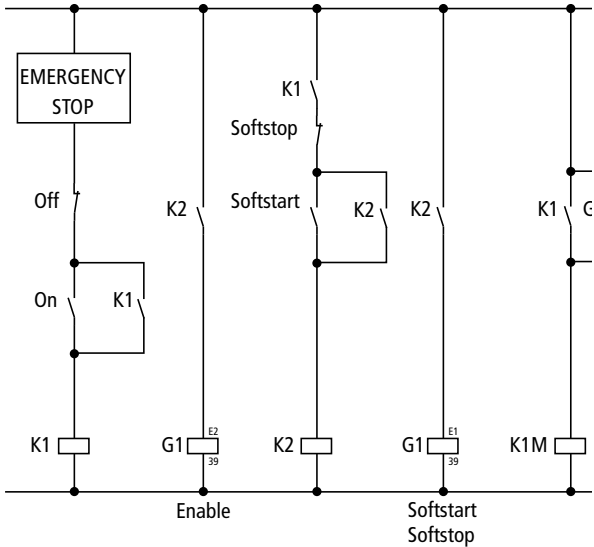 EMERGENCY
STOP
K1
Softstop
Off
K2
Softstart
K2
K2
K1
G
On
K1
K1
G1
E2
39
K2
G1
E1
39
K1M
Enable
Softstart
Softstop